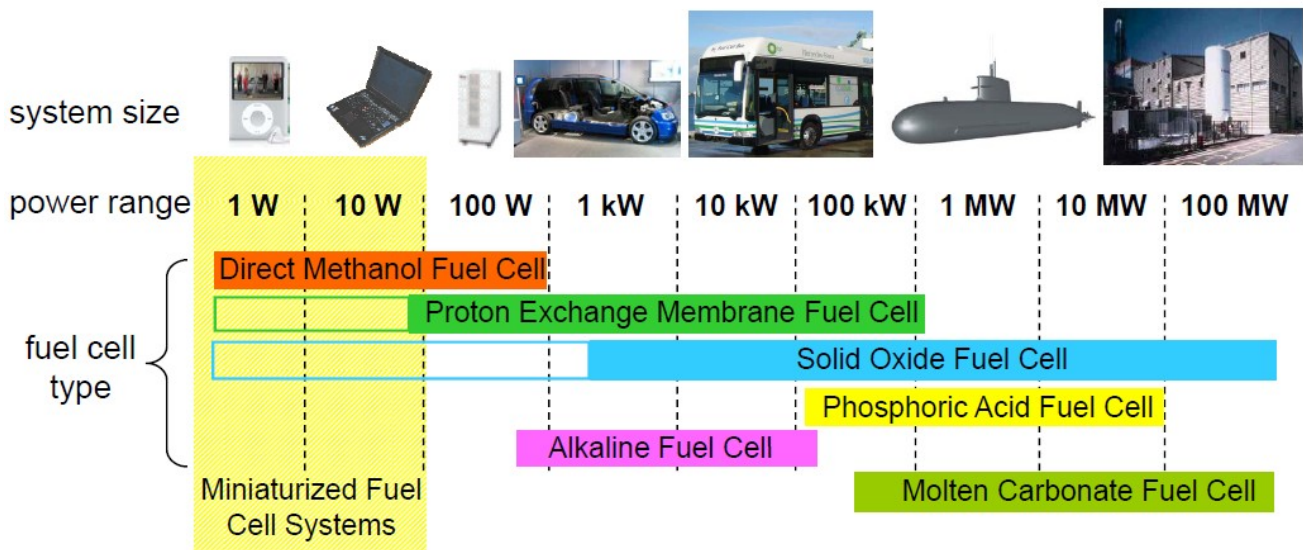 system size
power range
1 W
10 W
100 W
1 kW
10 kW
100 kW
1 MW
10 MW
100 MW
fuel cell
type
Direct Methanol Fuel Cell
Proton Exchange Membrane Fuel Cell
Solid Oxide Fuel Cell
Phosphoric Acid Fuel Cell
Alkaline Fuel Cell
Molten Carbonate Fuel Cell
Miniaturized Fuel
Cell Systems